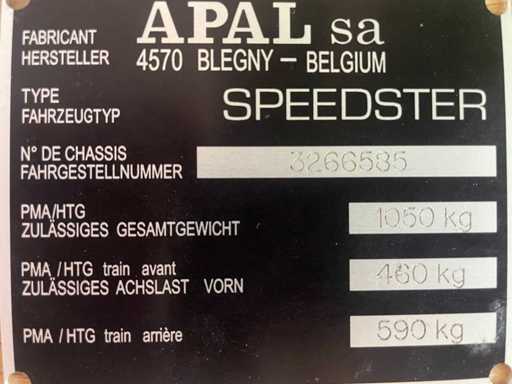 FABRICANT APAL sa
HERSTELLER 4570 BLEGNY – BELGIUM
TYPE
FAHRZEUGTYP SPEEDSTER
N° DE CHASSIS
FAHRGESTELLNUMMER 3266585
PMA/HTG
ZULÄSSIGES GESAMTGEWICHT 1050 kg
PMA /HTG train avant
ZULÄSSIGES ACHSLAST VORN 460 kg
PMA /HTG train arrière 590 kg